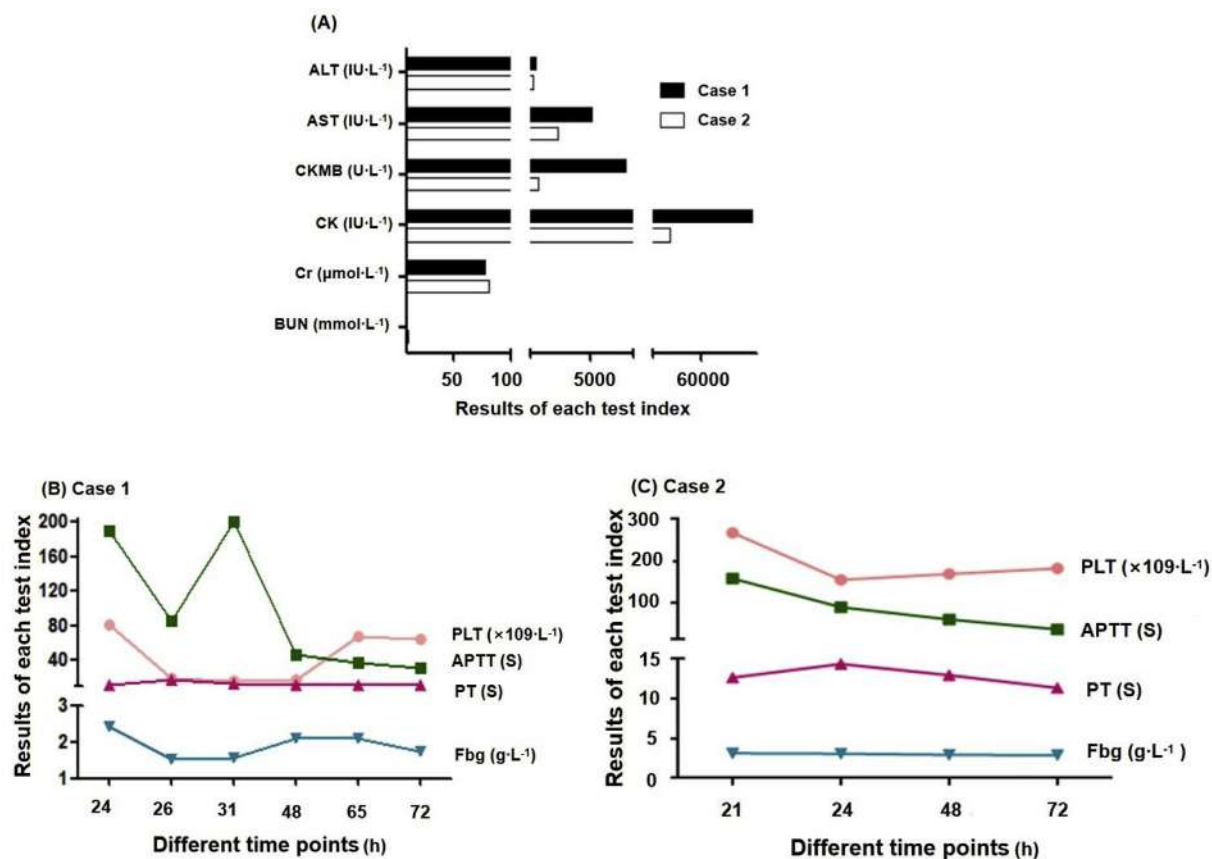 (A)
ALT (IU·L⁻¹)
AST (IU·L⁻¹)
CKMB (U·L⁻¹)
CK (IU·L⁻¹)
Cr (µmol·L⁻¹)
BUN (mmol·L⁻¹)
Case 1
Case 2
50 100 5000 60000
Results of each test index
(B) Case 1
Results of each test index
200
160
120
80
40
3
2
1
PLT (×109·L⁻¹)
APTT (S)
PT (S)
Fbg (g·L⁻¹)
24 26 31 48 65 72
Different time points (h)
(C) Case 2
Results of each test index
300
200
100
15
10
5
0
PLT (×109·L⁻¹)
APTT (S)
PT (S)
Fbg (g·L⁻¹ )
21 24 48 72
Different time points (h)